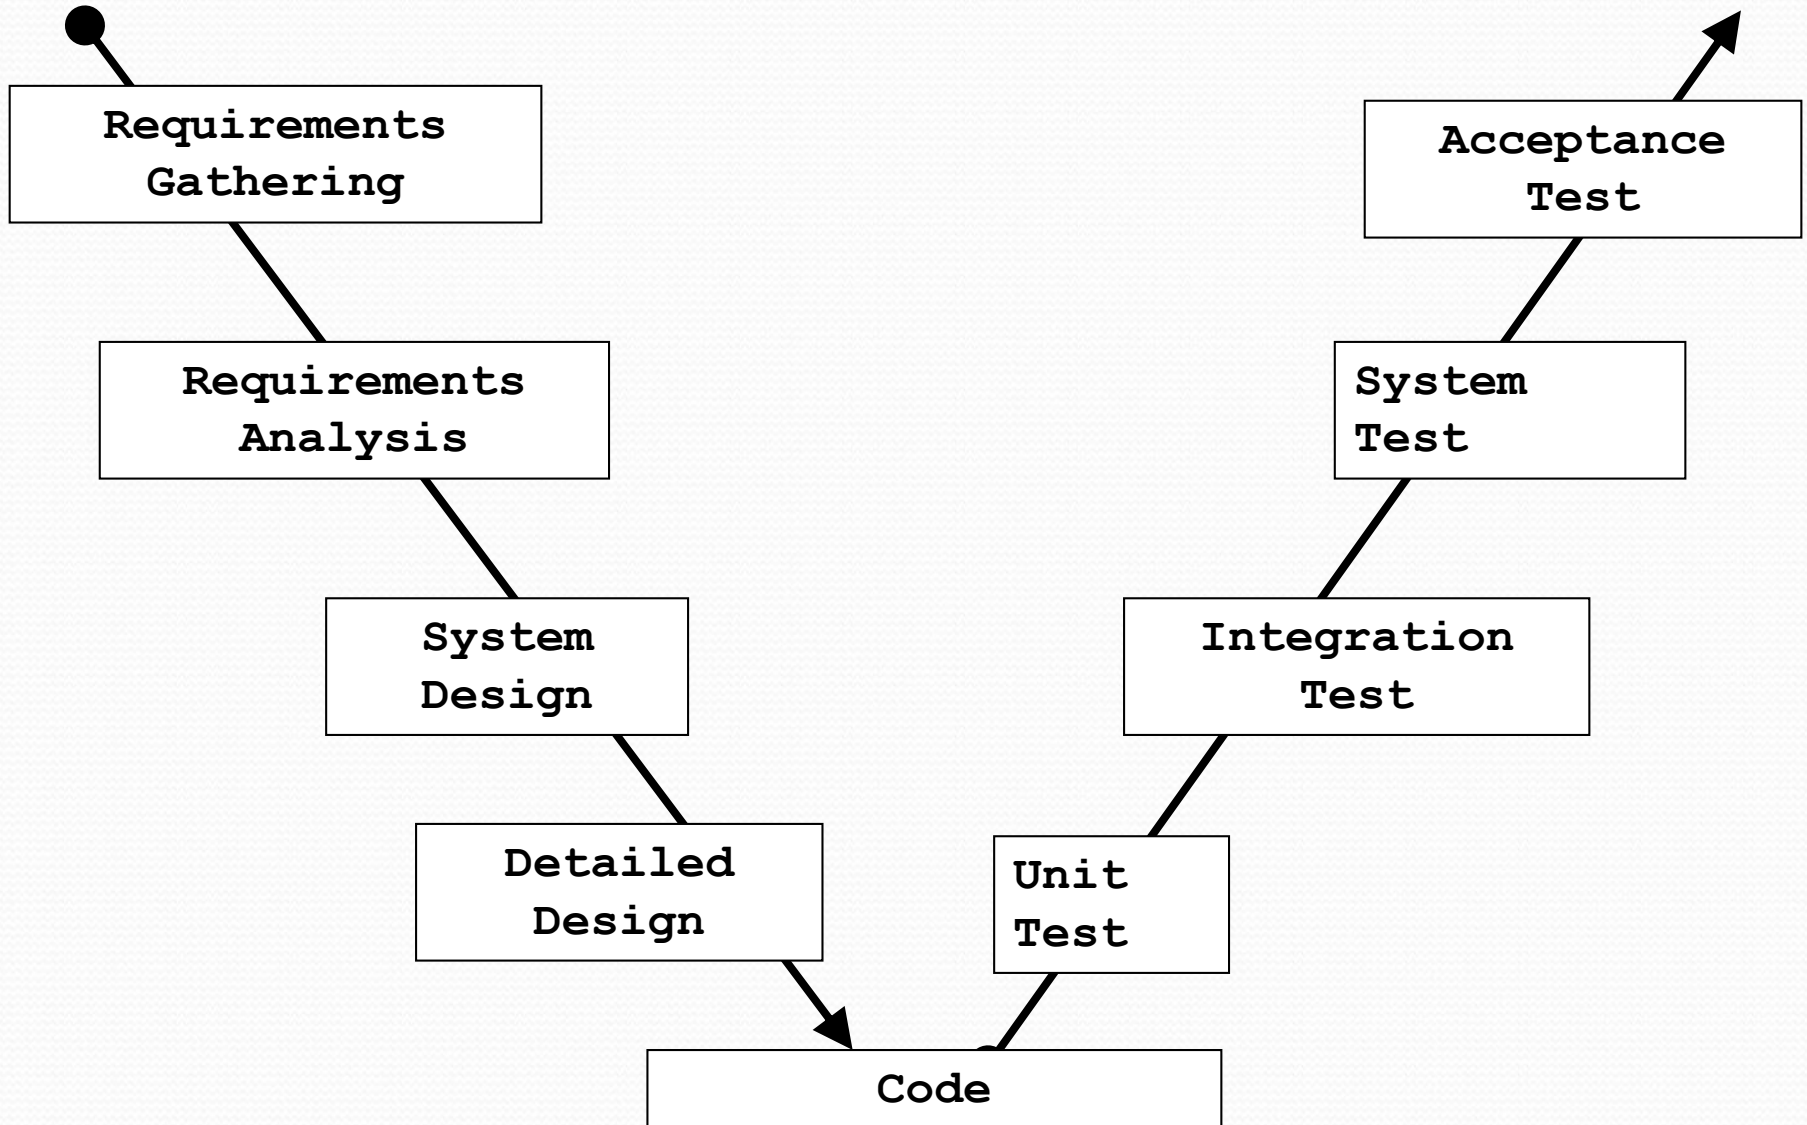 Requirements
Gathering
Requirements
Analysis
System
Design
Detailed
Design
Code
Unit
Test
Integration
Test
System
Test
Acceptance
Test